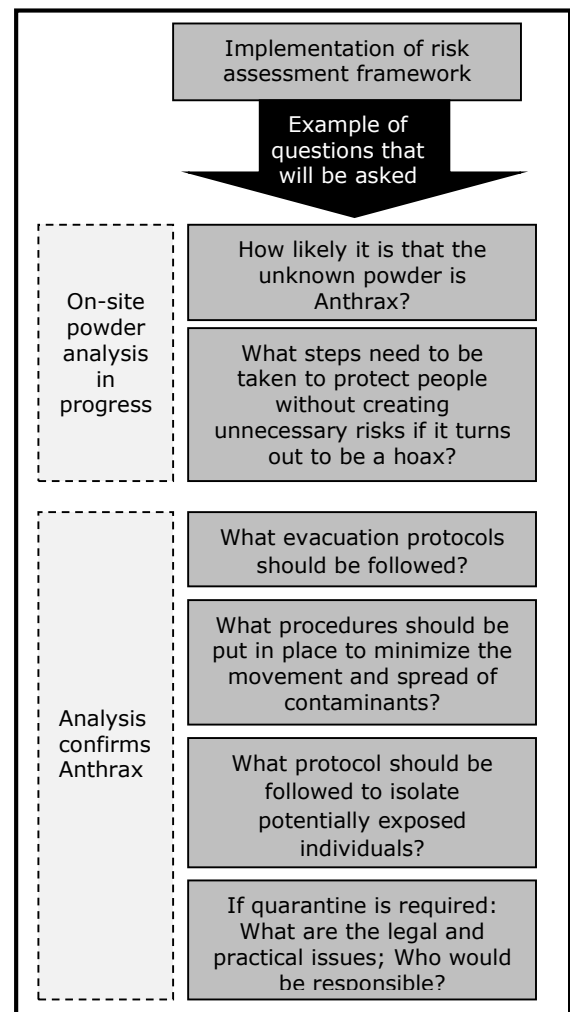 Implementation of risk
assessment framework
Example of
questions that
will be asked
On-site
powder
analysis
in
progress
How likely it is that the
unknown powder is
Anthrax?
What steps need to be
taken to protect people
without creating
unnecessary risks if it turns
out to be a hoax?
Analysis
confirms
Anthrax
What evacuation protocols
should be followed?
What procedures should be
put in place to minimize the
movement and spread of
contaminants?
What protocol should be
followed to isolate
potentially exposed
individuals?
If quarantine is required:
What are the legal and
practical issues; Who would
be responsible?